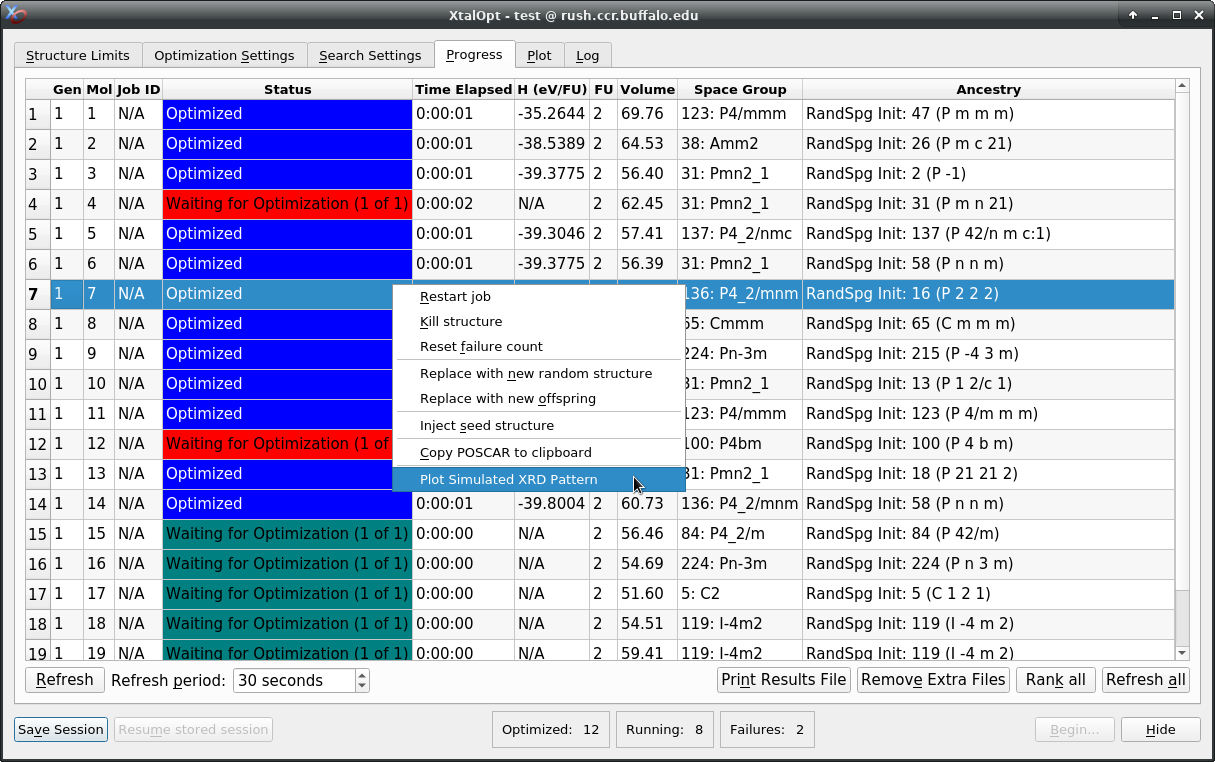 XtalOpt - test @ rush.ccr.buffalo.edu
Structure Limits Optimization Settings Search Settings Progress Plot Log
Gen Mol Job ID Status Time Elapsed H (eV/FU) FU Volume Space Group Ancestry
1 1 1 N/A Optimized 0:00:01 -35.2644 2 69.76 123: P4/mmm RandSpg Init: 47 (P m m m)
2 1 2 N/A Optimized 0:00:01 -38.5389 2 64.53 38: Amm2 RandSpg Init: 26 (P m c 21)
3 1 3 N/A Optimized 0:00:01 -39.3775 2 56.40 31: Pmn2_1 RandSpg Init: 2 (P -1)
4 1 4 N/A Waiting for Optimization (1 of 1) 0:00:02 N/A 2 62.45 31: Pmn2_1 RandSpg Init: 31 (P m n 21)
5 1 5 N/A Optimized 0:00:01 -39.3046 2 57.41 137: P4_2/nmc RandSpg Init: 137 (P 42/n m c:1)
6 1 6 N/A Optimized 0:00:01 -39.3775 2 56.39 31: Pmn2_1 RandSpg Init: 58 (P n n m)
7 1 7 N/A Optimized 136: P4_2/mnm RandSpg Init: 16 (P 2 2 2)
Restart job
8 1 8 N/A Optimized 65: Cmmm RandSpg Init: 65 (C m m m)
Kill structure
9 1 9 N/A Optimized 224: Pn-3m RandSpg Init: 215 (P -4 3 m)
Reset failure count
10 1 10 N/A Optimized 31: Pmn2_1 RandSpg Init: 13 (P 1 2/c 1)
Replace with new random structure
11 1 11 N/A Optimized 123: P4/mmm RandSpg Init: 123 (P 4/m m m)
Replace with new offspring
12 1 12 N/A Waiting for Optimization (1 of 100: P4bm RandSpg Init: 100 (P 4 b m)
Inject seed structure
13 1 13 N/A Optimized 31: Pmn2_1 RandSpg Init: 18 (P 21 21 2)
Copy POSCAR to clipboard
Plot Simulated XRD Pattern
14 1 14 N/A Optimized 0:00:01 -39.8004 2 60.73 136: P4_2/mnm RandSpg Init: 58 (P n n m)
15 1 15 N/A Waiting for Optimization (1 of 1) 0:00:00 N/A 2 56.46 84: P4_2/m RandSpg Init: 84 (P 42/m)
16 1 16 N/A Waiting for Optimization (1 of 1) 0:00:00 N/A 2 54.69 224: Pn-3m RandSpg Init: 224 (P n 3 m)
17 1 17 N/A Waiting for Optimization (1 of 1) 0:00:00 N/A 2 51.60 5: C2 RandSpg Init: 5 (C 1 2 1)
18 1 18 N/A Waiting for Optimization (1 of 1) 0:00:00 N/A 2 54.51 119: I-4m2 RandSpg Init: 119 (I -4 m 2)
19 1 19 N/A Waiting for Optimization (1 of 1) 0:00:00 N/A 2 59.41 119: I-4m2 RandSpg Init: 119 (I -4 m 2)
Refresh Refresh period: 30 seconds Print Results File Remove Extra Files Rank all Refresh all
Save Session Resume stored session Optimized: 12 Running: 8 Failures: 2 Begin... Hide